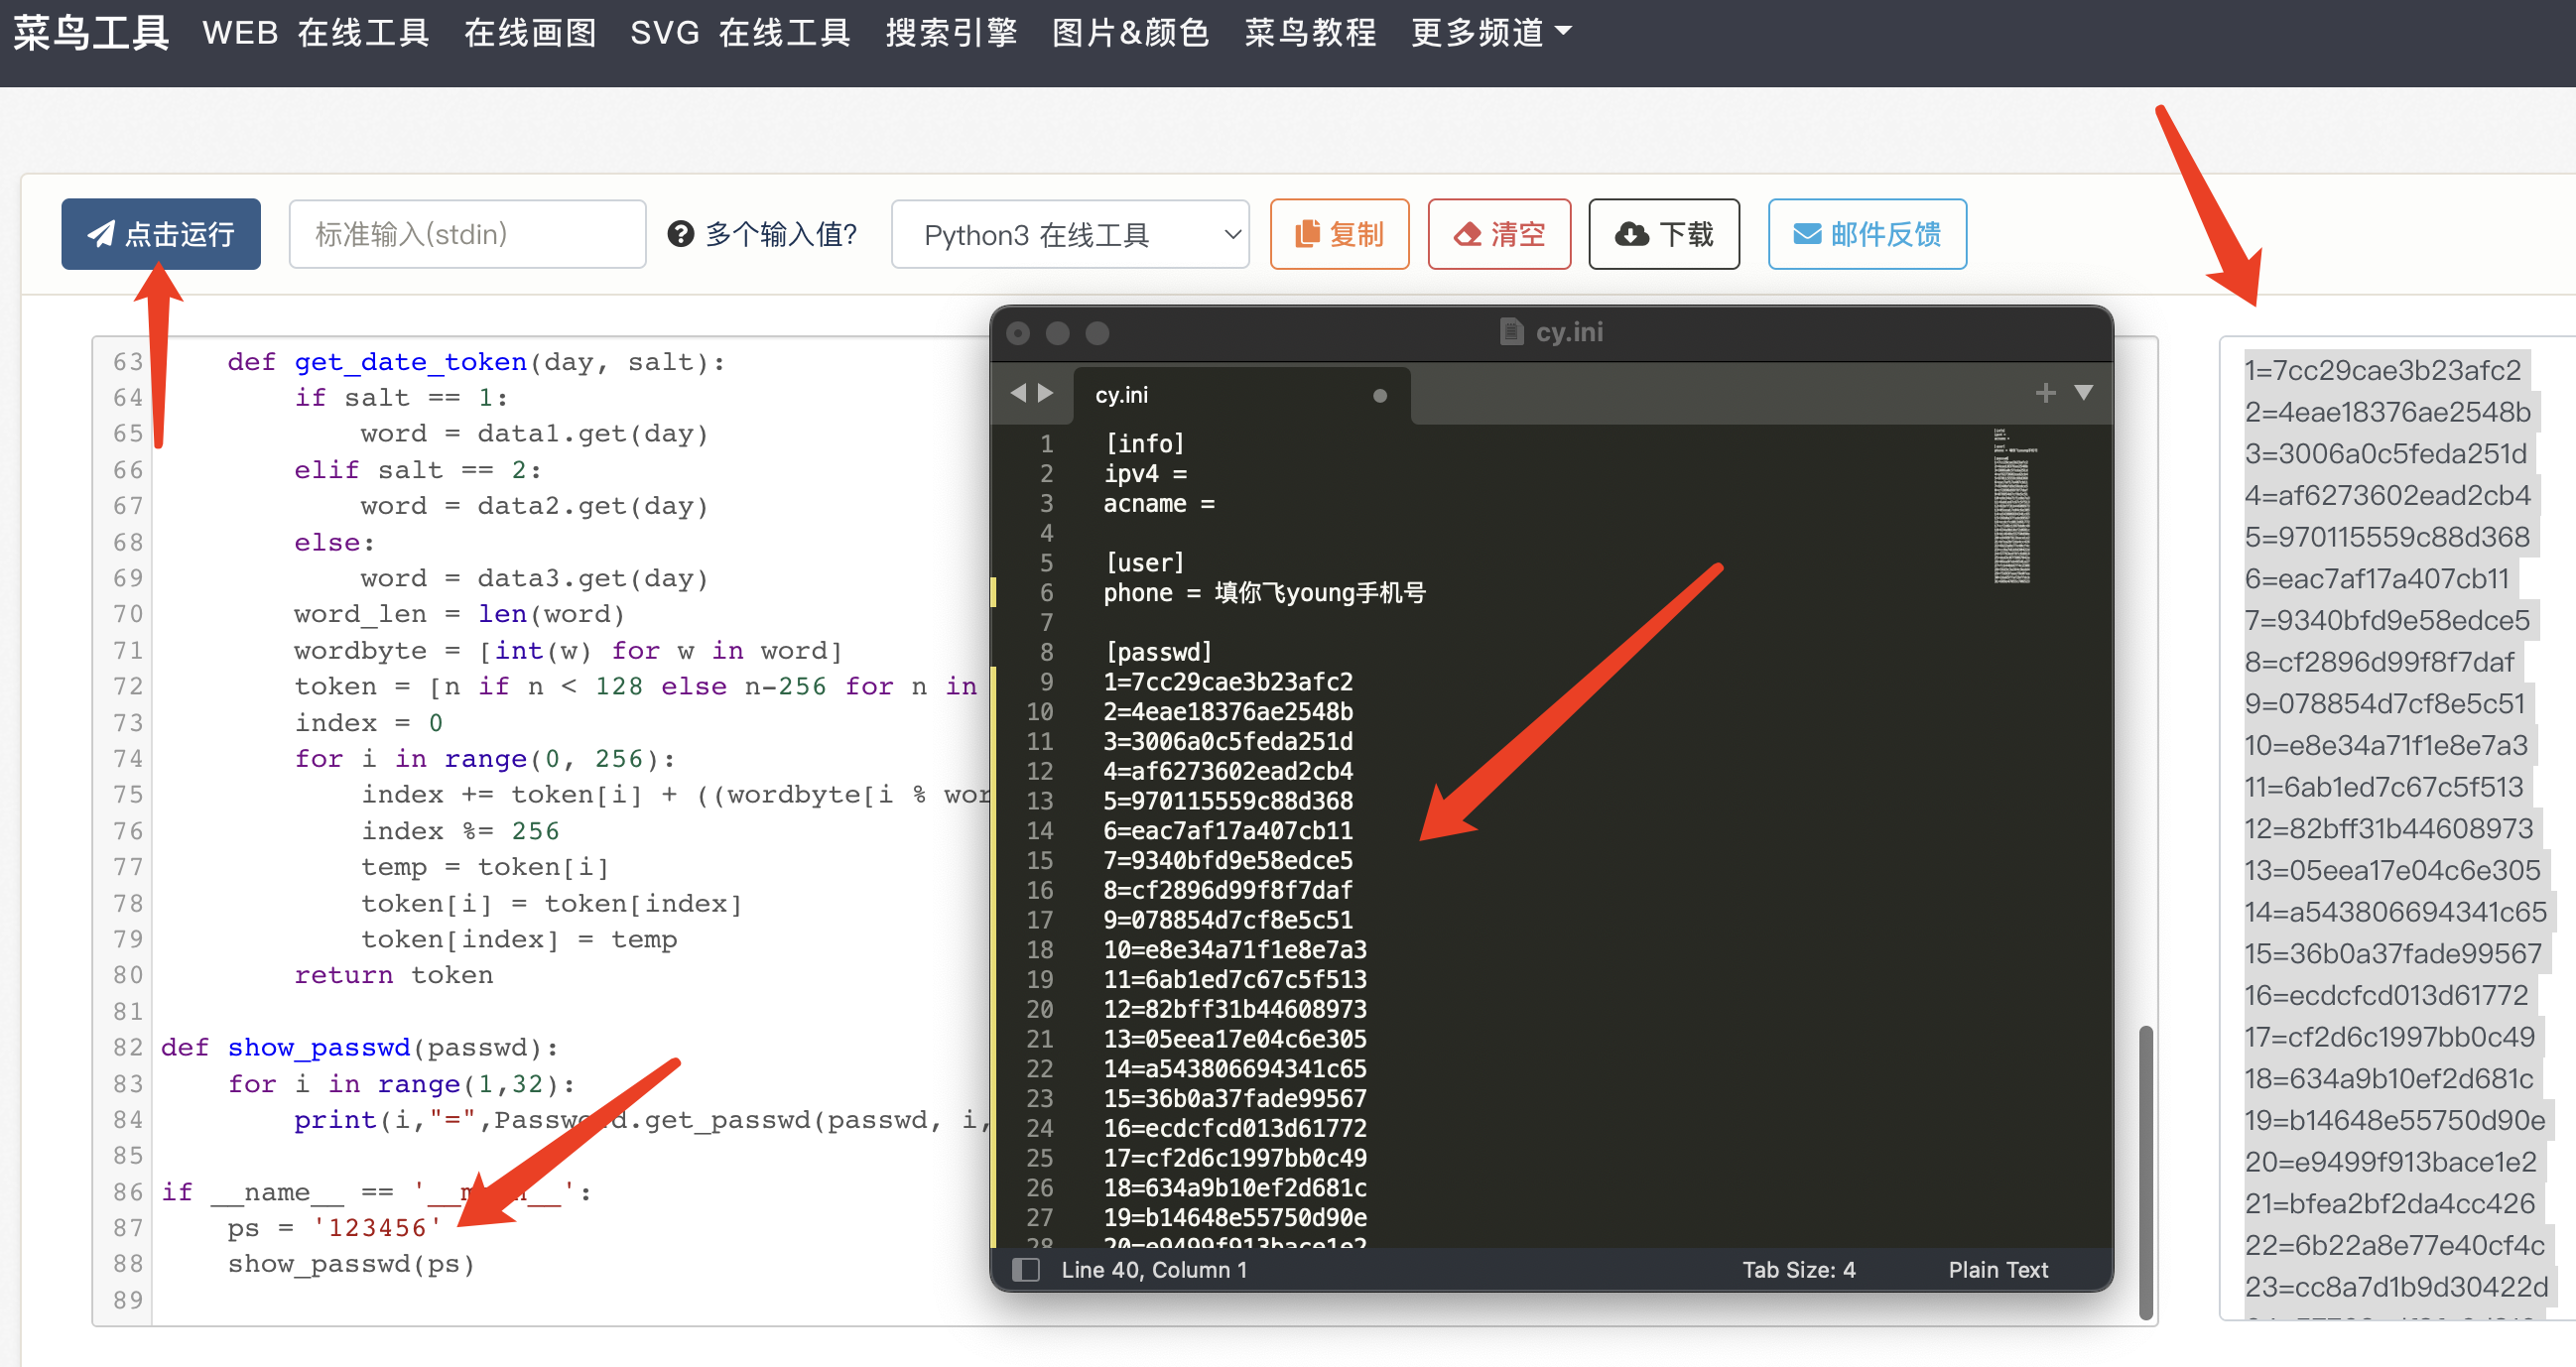 菜鸟工具 WEB 在线工具 在线画图 SVG 在线工具 搜索引擎 图片&颜色 菜鸟教程 更多频道
点击运行 标准输入(stdin) 多个输入值? Python3 在线工具 复制 清空 下载 邮件反馈
63 def get_date_token(day, salt):
64 if salt == 1:
65 word = data1.get(day)
66 elif salt == 2:
67 word = data2.get(day)
68 else:
69 word = data3.get(day)
70 word_len = len(word)
71 wordbyte = [int(w) for w in word]
72 token = [n if n < 128 else n-256 for n in
73 index = 0
74 for i in range(0, 256):
75 index += token[i] + ((wordbyte[i % wor
76 index %= 256
77 temp = token[i]
78 token[i] = token[index]
79 token[index] = temp
80 return token
81
82 def show_passwd(passwd):
83 for i in range(1,32):
84 print(i,"=",Password.get_passwd(passwd, i,
85
86 if __name__ == '__main__':
87 ps = '123456'
88 show_passwd(ps)
89
cy.ini
cy.ini
1 [info]
2 ipv4 =
3 acname =
4
5 [user]
6 phone = 填你飞young手机号
7
8 [passwd]
9 1=7cc29cae3b23afc2
10 2=4eae18376ae2548b
11 3=3006a0c5feda251d
12 4=af6273602ead2cb4
13 5=970115559c88d368
14 6=eac7af17a407cb11
15 7=9340bfd9e58edce5
16 8=cf2896d99f8f7daf
17 9=078854d7cf8e5c51
18 10=e8e34a71f1e8e7a3
19 11=6ab1ed7c67c5f513
20 12=82bff31b44608973
21 13=05eea17e04c6e305
22 14=a543806694341c65
23 15=36b0a37fade99567
24 16=ecdcfcd013d61772
25 17=cf2d6c1997bb0c49
26 18=634a9b10ef2d681c
27 19=b14648e55750d90e
28 20=e9499f913bace1e2
Line 40, Column 1 Tab Size: 4 Plain Text
1=7cc29cae3b23afc2
2=4eae18376ae2548b
3=3006a0c5feda251d
4=af6273602ead2cb4
5=970115559c88d368
6=eac7af17a407cb11
7=9340bfd9e58edce5
8=cf2896d99f8f7daf
9=078854d7cf8e5c51
10=e8e34a71f1e8e7a3
11=6ab1ed7c67c5f513
12=82bff31b44608973
13=05eea17e04c6e305
14=a543806694341c65
15=36b0a37fade99567
16=ecdcfcd013d61772
17=cf2d6c1997bb0c49
18=634a9b10ef2d681c
19=b14648e55750d90e
20=e9499f913bace1e2
21=bfea2bf2da4cc426
22=6b22a8e77e40cf4c
23=cc8a7d1b9d30422d